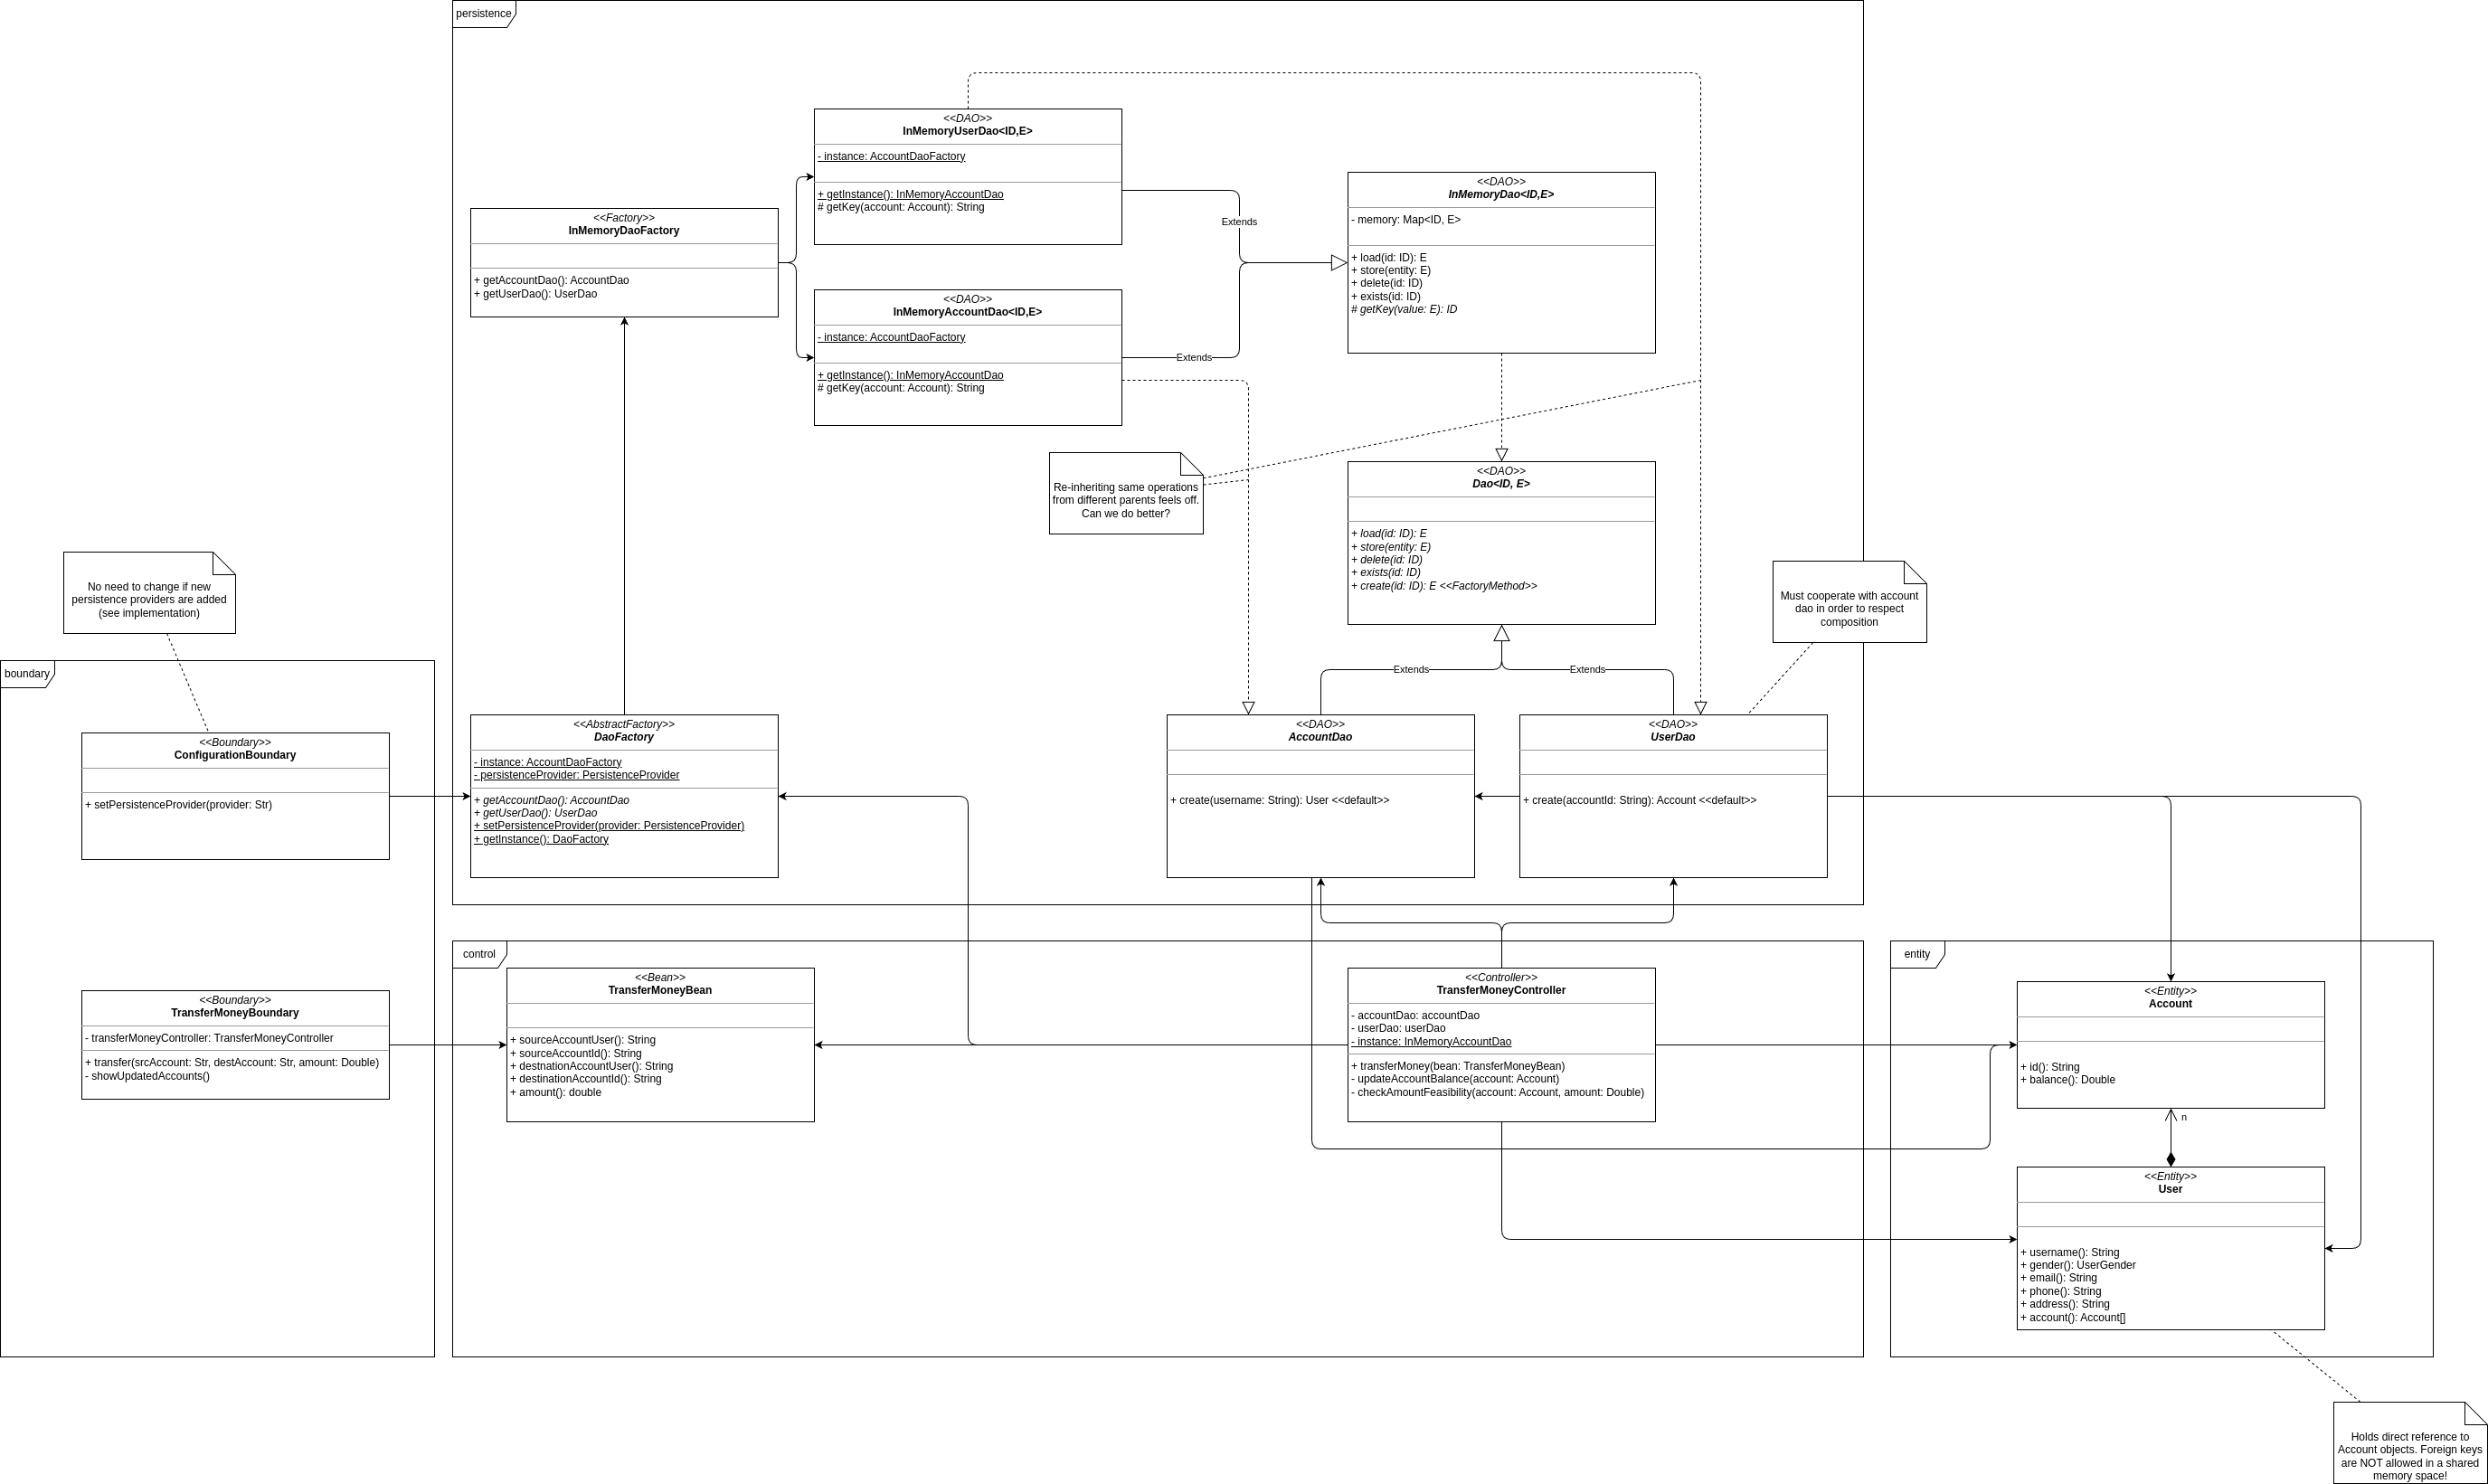 persistence
<<DAO>>
InMemoryUserDao<ID,E>
- instance: AccountDaoFactory
+ getInstance(): InMemoryAccountDao
# getKey(account: Account): String
<<DAO>>
InMemoryDao<ID,E>
- memory: Map<ID, E>
+ load(id: ID): E
+ store(entity: E)
+ delete(id: ID)
+ exists(id: ID)
# getKey(value: E): ID
<<Factory>>
InMemoryDaoFactory
+ getAccountDao(): AccountDao
+ getUserDao(): UserDao
Extends
<<DAO>>
InMemoryAccountDao<ID,E>
- instance: AccountDaoFactory
+ getInstance(): InMemoryAccountDao
# getKey(account: Account): String
Extends
Re-inheriting same operations
from different parents feels off.
Can we do better?
<<DAO>>
Dao<ID, E>
+ load(id: ID): E
+ store(entity: E)
+ delete(id: ID)
+ exists(id: ID)
+ create(id: ID): E <<FactoryMethod>>
No need to change if new
persistence providers are added
(see implementation)
Must cooperate with account
dao in order to respect
composition
Extends
Extends
boundary
<<Boundary>>
ConfigurationBoundary
+ setPersistenceProvider(provider: Str)
<<AbstractFactory>>
DaoFactory
- instance: AccountDaoFactory
- persistenceProvider: PersistenceProvider
+ getAccountDao(): AccountDao
+ getUserDao(): UserDao
+ setPersistenceProvider(provider: PersistenceProvider)
+ getInstance(): DaoFactory
<<DAO>>
AccountDao
+ create(username: String): User <<default>>
<<DAO>>
UserDao
+ create(accountId: String): Account <<default>>
control
entity
<<Boundary>>
TransferMoneyBoundary
- transferMoneyController: TransferMoneyController
+ transfer(srcAccount: Str, destAccount: Str, amount: Double)
- showUpdatedAccounts()
<<Bean>>
TransferMoneyBean
+ sourceAccountUser(): String
+ sourceAccountId(): String
+ destnationAccountUser(): String
+ destinationAccountId(): String
+ amount(): double
<<Controller>>
TransferMoneyController
- accountDao: accountDao
- userDao: userDao
- instance: InMemoryAccountDao
+ transferMoney(bean: TransferMoneyBean)
- updateAccountBalance(account: Account)
- checkAmountFeasibility(account: Account, amount: Double)
<<Entity>>
Account
+ id(): String
+ balance(): Double
n
<<Entity>>
User
+ username(): String
+ gender(): UserGender
+ email(): String
+ phone(): String
+ address(): String
+ account(): Account[]
Holds direct reference to
Account objects. Foreign keys
are NOT allowed in a shared
memory space!